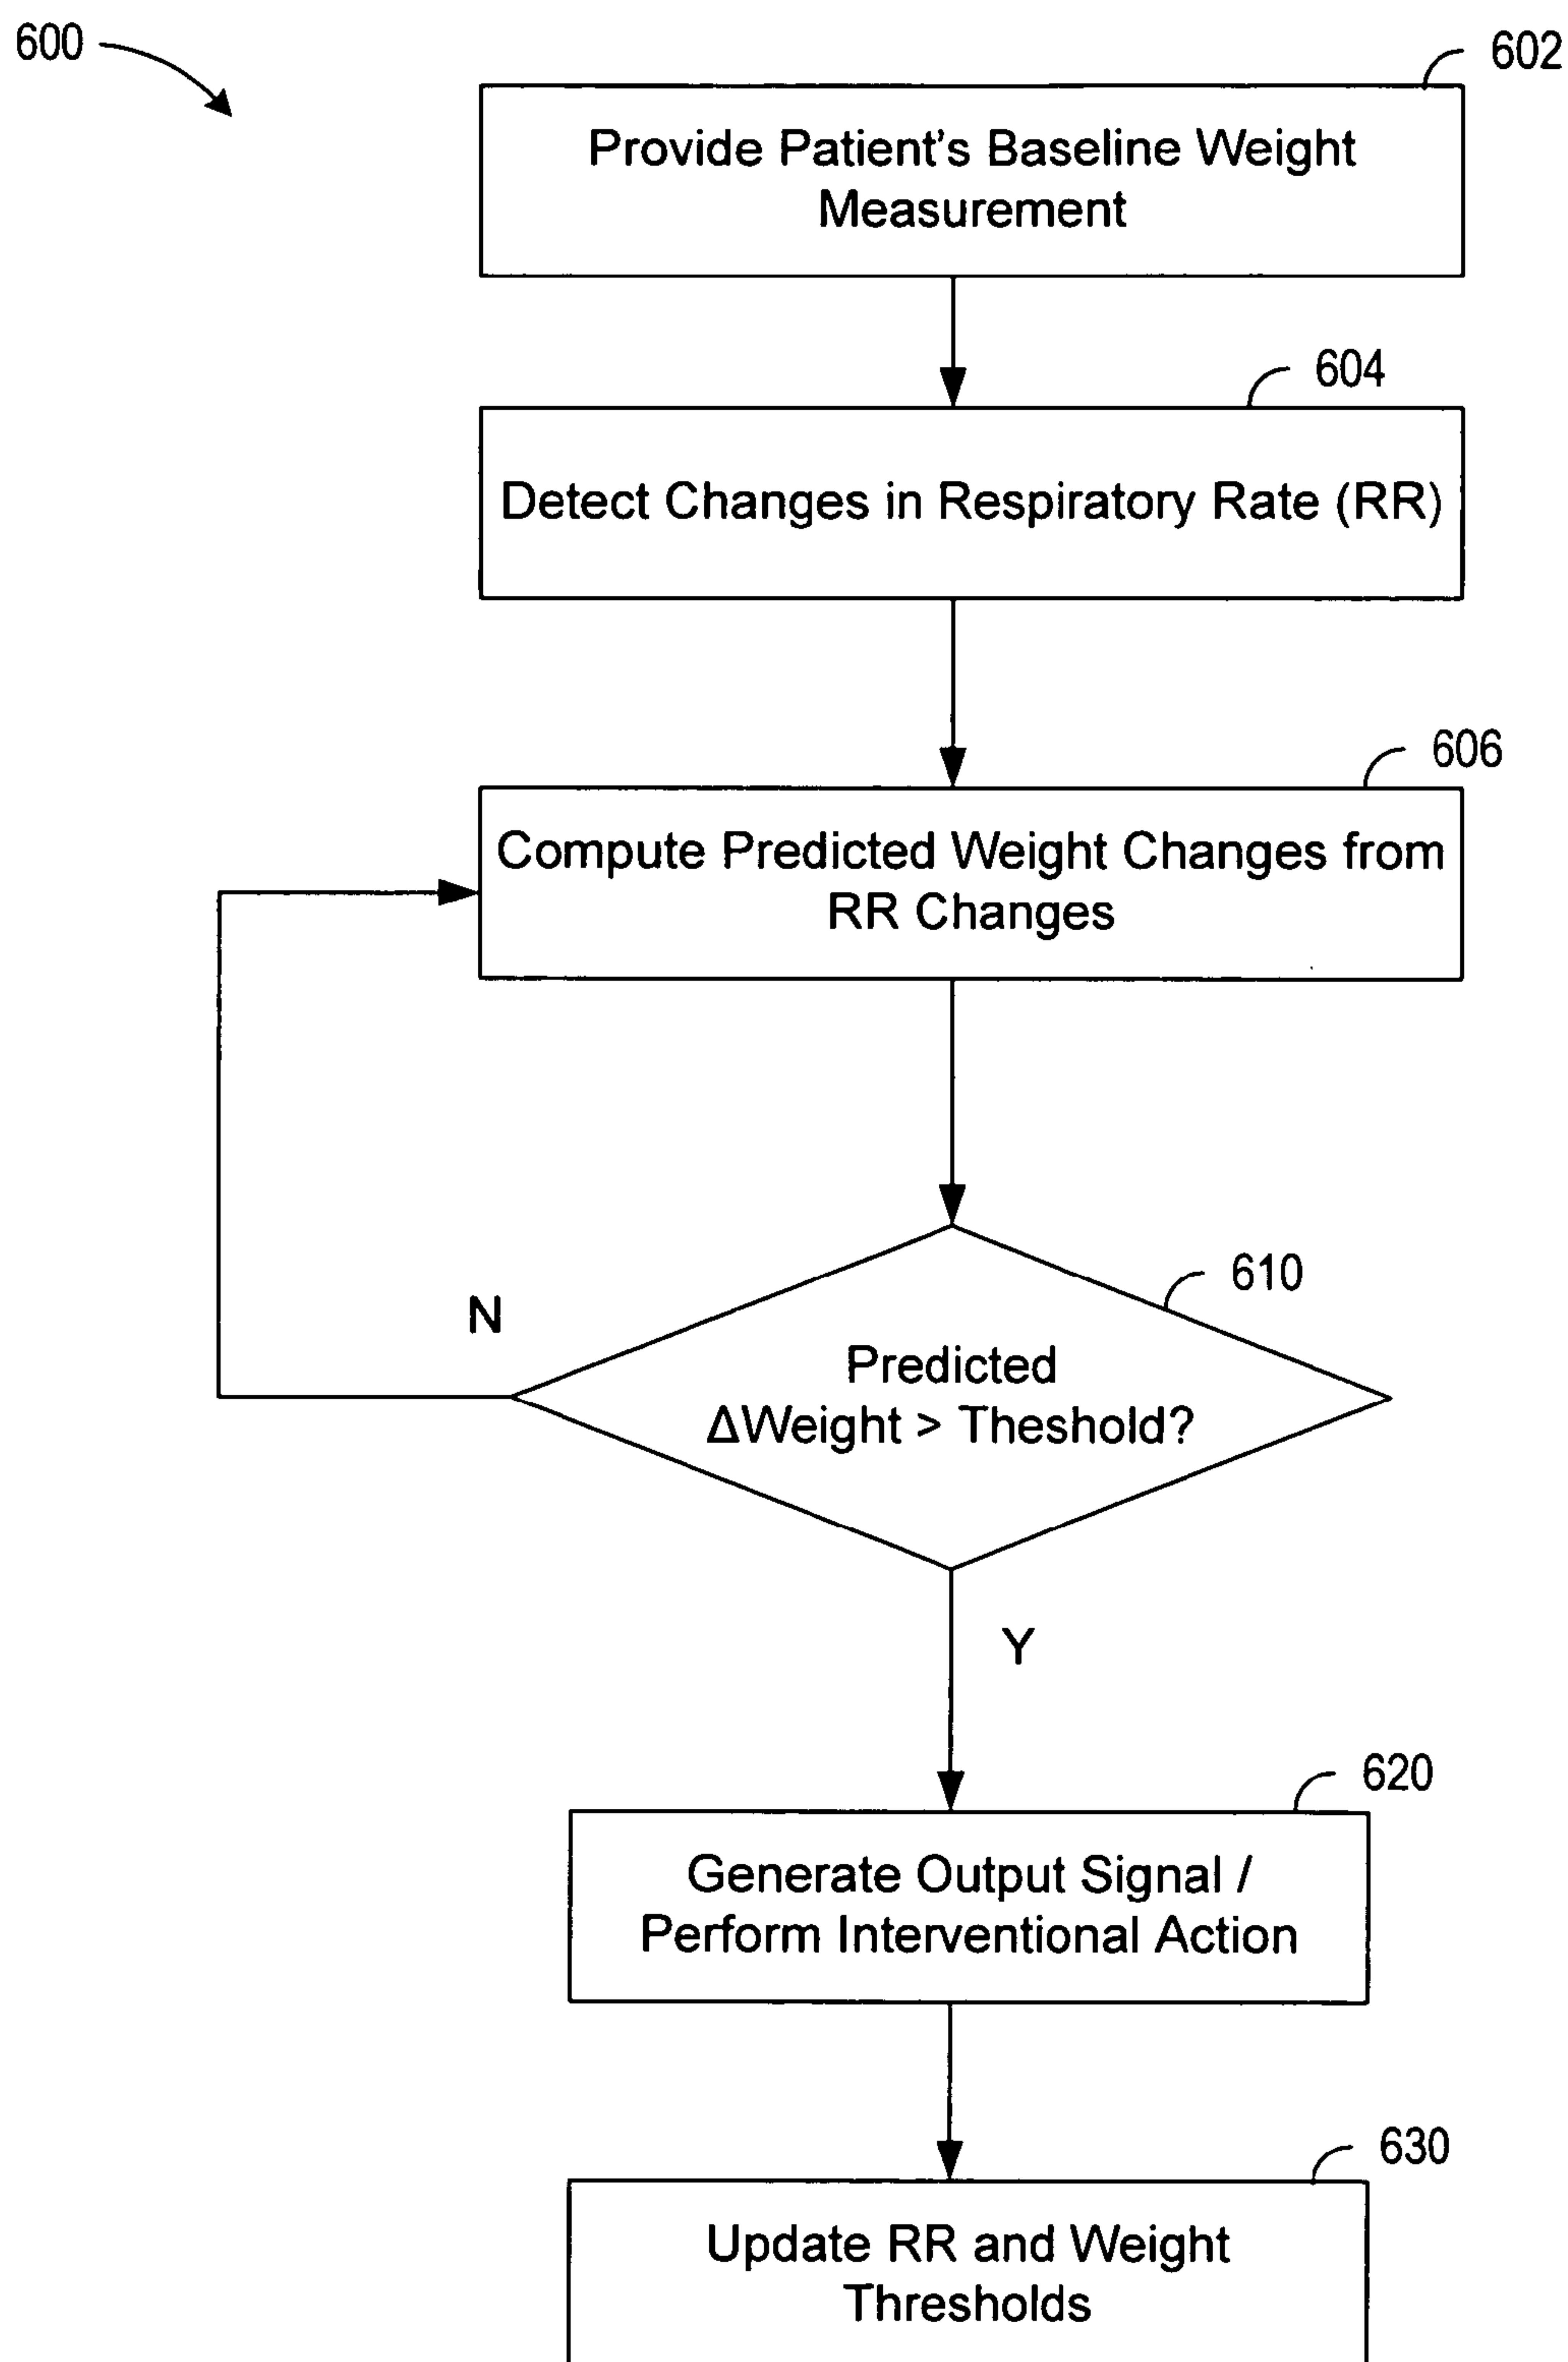 600
602
Provide Patient's Baseline Weight
Measurement
604
Detect Changes in Respiratory Rate (RR)
606
Compute Predicted Weight Changes from
RR Changes
610
N
Predicted
ΔWeight > Theshold?
Y
620
Generate Output Signal /
Perform Interventional Action
630
Update RR and Weight
Thresholds